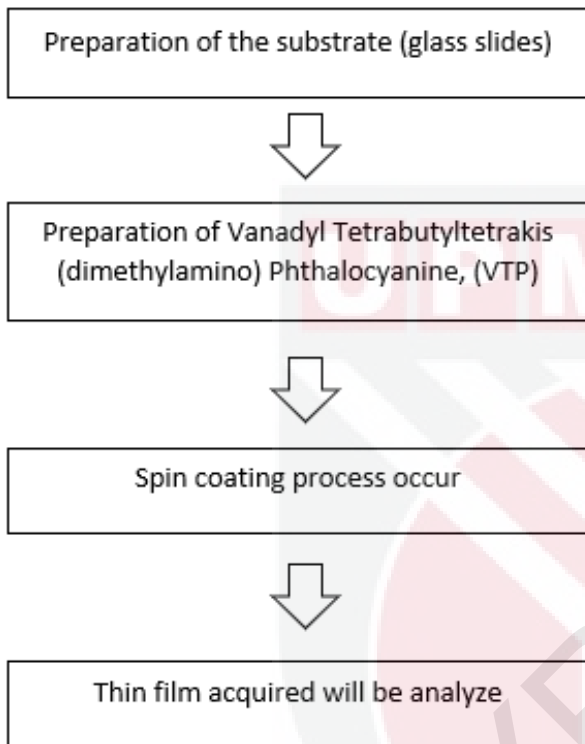 Preparation of the substrate (glass slides)
Preparation of Vanadyl Tetrabutyltetrakis
(dimethylamino) Phthalocyanine, (VTP)
UPM
Spin coating process occur
Thin film acquired will be analyze